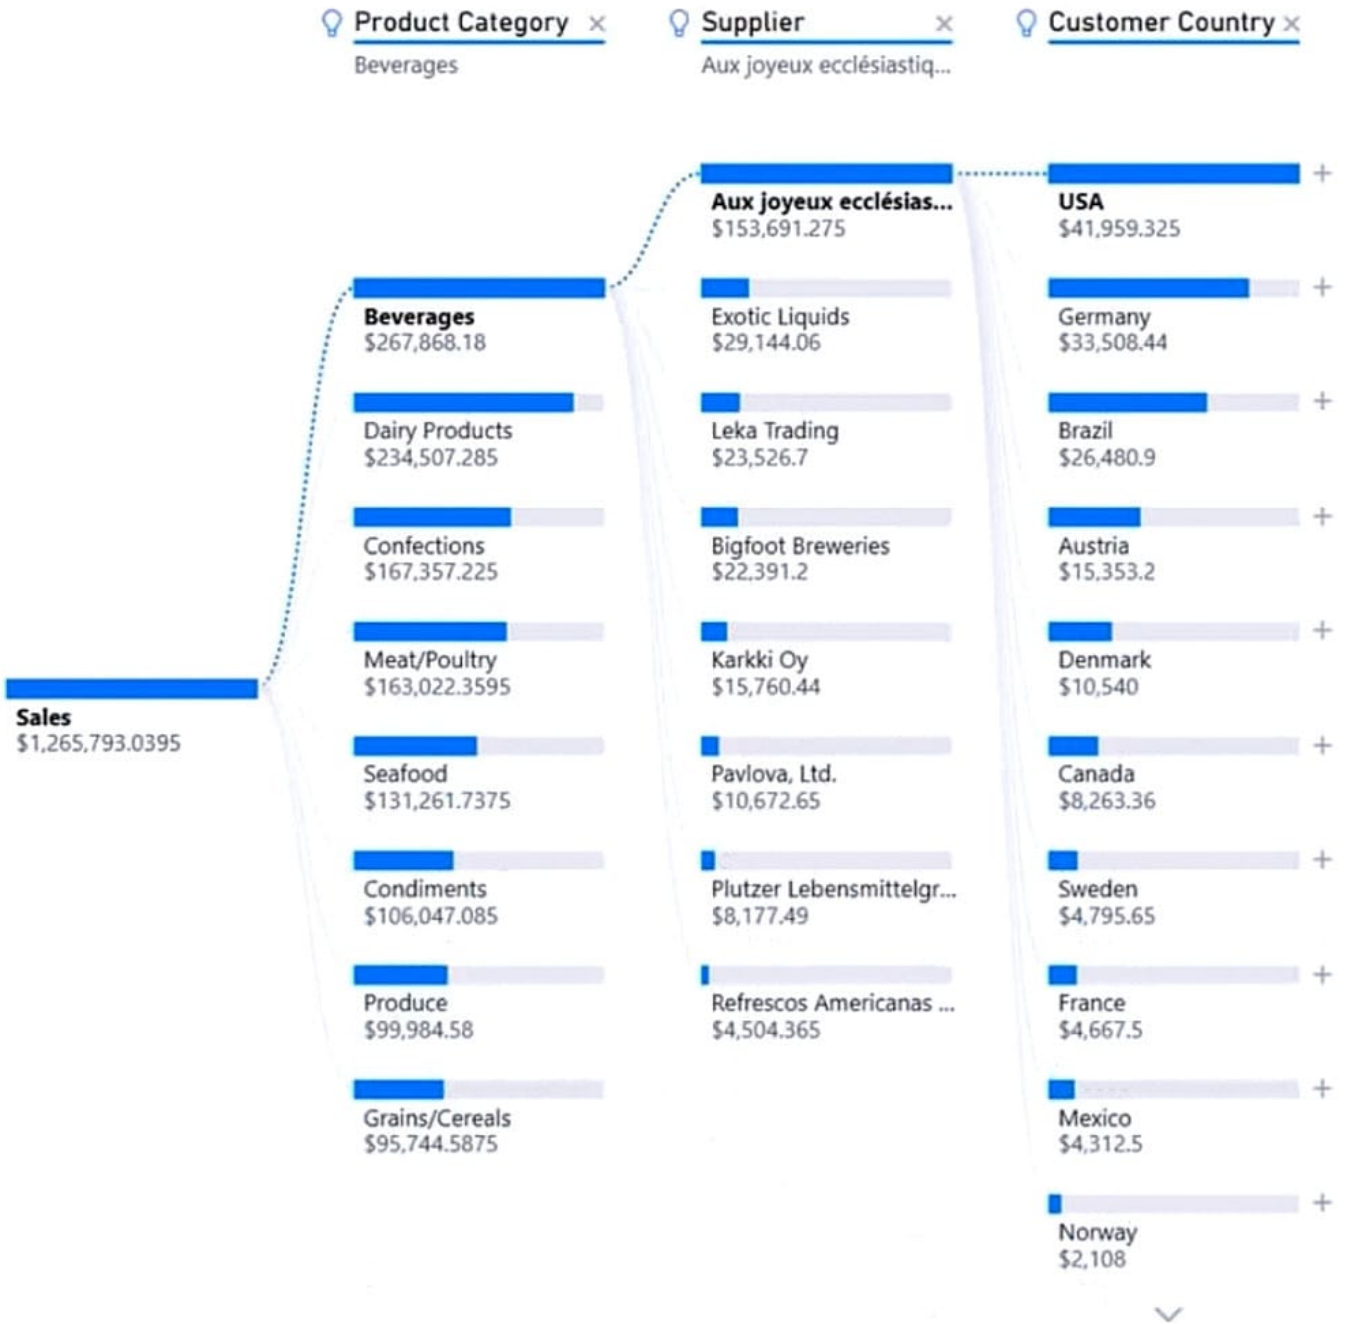 Product Category
Supplier
Customer Country
Beverages
Aux joyeux ecclésiastiq...
Sales
$1,265,793.0395
Beverages
$267,868.18
Dairy Products
$234,507.285
Confections
$167,357.225
Meat/Poultry
$163,022.3595
Seafood
$131,261.7375
Condiments
$106,047.085
Produce
$99,984.58
Grains/Cereals
$95,744.5875
Aux joyeux ecclésias...
$153,691.275
Exotic Liquids
$29,144.06
Leka Trading
$23,526.7
Bigfoot Breweries
$22,391.2
Karkki Oy
$15,760.44
Pavlova, Ltd.
$10,672.65
Plutzer Lebensmittelgr...
$8,177.49
Refrescos Americanas ...
$4,504.365
USA
$41,959.325
Germany
$33,508.44
Brazil
$26,480.9
Austria
$15,353.2
Denmark
$10,540
Canada
$8,263.36
Sweden
$4,795.65
France
$4,667.5
Mexico
$4,312.5
Norway
$2,108